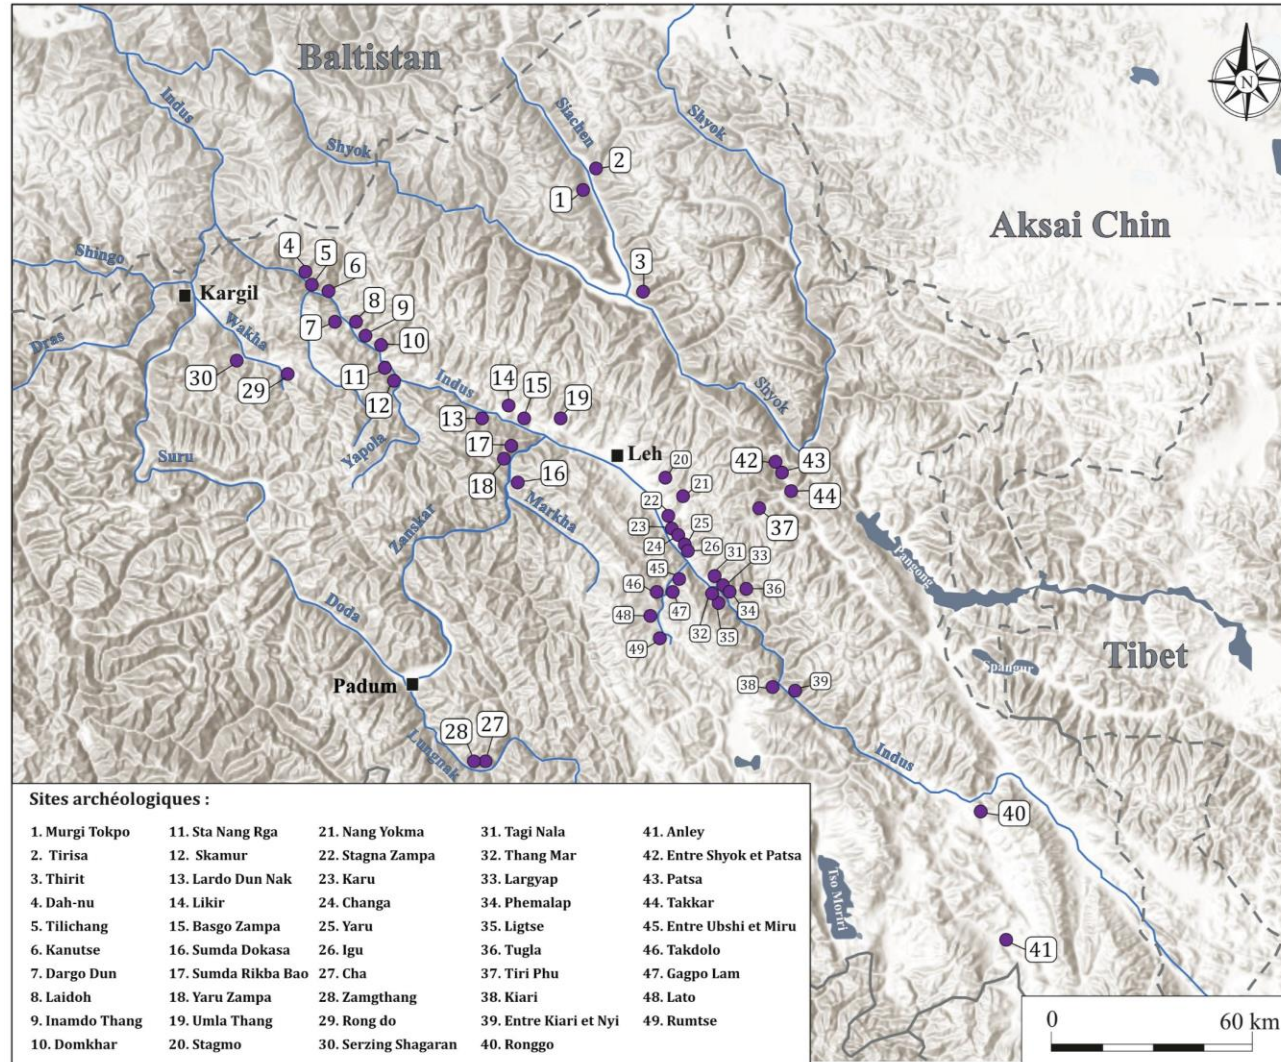 Baltistan
N
Indus
Shyok
Siachen
Shyok
2
1
Aksai Chin
Shingo
4
5
6
3
Kargil
Wakha
7
8
9
10
Dras
30
29
11
12
Indus
14
15
19
13
Shyok
Suru
Yapola
17
18
16
Leh
20
42
43
44
21
22
37
Markha
Zanskar
23
24
25
26
31
33
Pangong
45
46
47
36
34
32
35
48
49
Doda
Spangur
Tibet
Padum
38
39
28
27
Lungnak
Indus
40
Tso Moriri
41
Sites archéologiques :
1. Murgi Tokpo
2. Tirisa
3. Thirit
4. Dah-nu
5. Tilichang
6. Kanutse
7. Dargo Dun
8. Laidoh
9. Inamdo Thang
10. Domkhar
11. Sta Nang Rga
12. Skamur
13. Lardo Dun Nak
14. Likir
15. Basgo Zampa
16. Sumda Dokasa
17. Sumda Rikba Bao
18. Yaru Zampa
19. Umla Thang
20. Stagmo
21. Nang Yokma
22. Stagna Zampa
23. Karu
24. Changa
25. Yaru
26. Igu
27. Cha
28. Zamgthang
29. Rong do
30. Serzing Shagaran
31. Tagi Nala
32. Thang Mar
33. Largyap
34. Phemalap
35. Ligtse
36. Tugla
37. Tiri Phu
38. Kiari
39. Entre Kiari et Nyi
40. Ronggo
41. Anley
42. Entre Shyok et Patsa
43. Patsa
44. Takkar
45. Entre Ubshi et Miru
46. Takdolo
47. Gagpo Lam
48. Lato
49. Rumtse
0 60 km